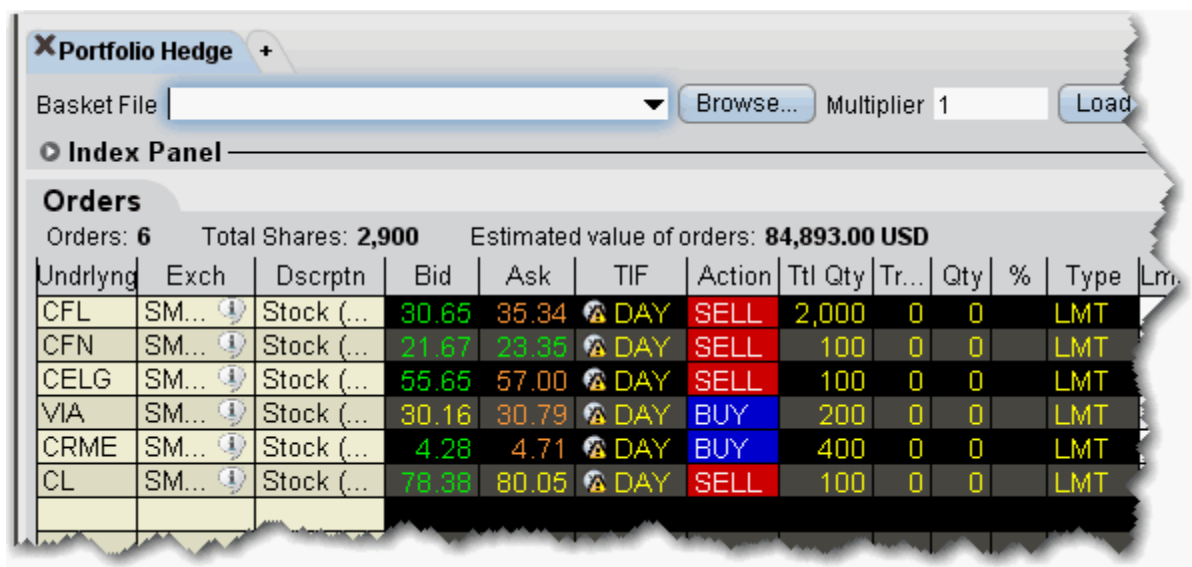 Portfolio Hedge +
Basket File Browse... Multiplier 1 Load
Index Panel
Orders
Orders: 6 Total Shares: 2,900 Estimated value of orders: 84,893.00 USD
Undrlyng Exch Dscrptn Bid Ask TIF Action Ttl Qty Tr... Qty % Type Lm
CFL SM... Stock (... 30.65 35.34 DAY SELL 2,000 0 0 LMT
CFN SM... Stock (... 21.67 23.35 DAY SELL 100 0 0 LMT
CELG SM... Stock (... 55.65 57.00 DAY SELL 100 0 0 LMT
VIA SM... Stock (... 30.16 30.79 DAY BUY 200 0 0 LMT
CRME SM... Stock (... 4.28 4.71 DAY BUY 400 0 0 LMT
CL SM... Stock (... 78.38 80.05 DAY SELL 100 0 0 LMT